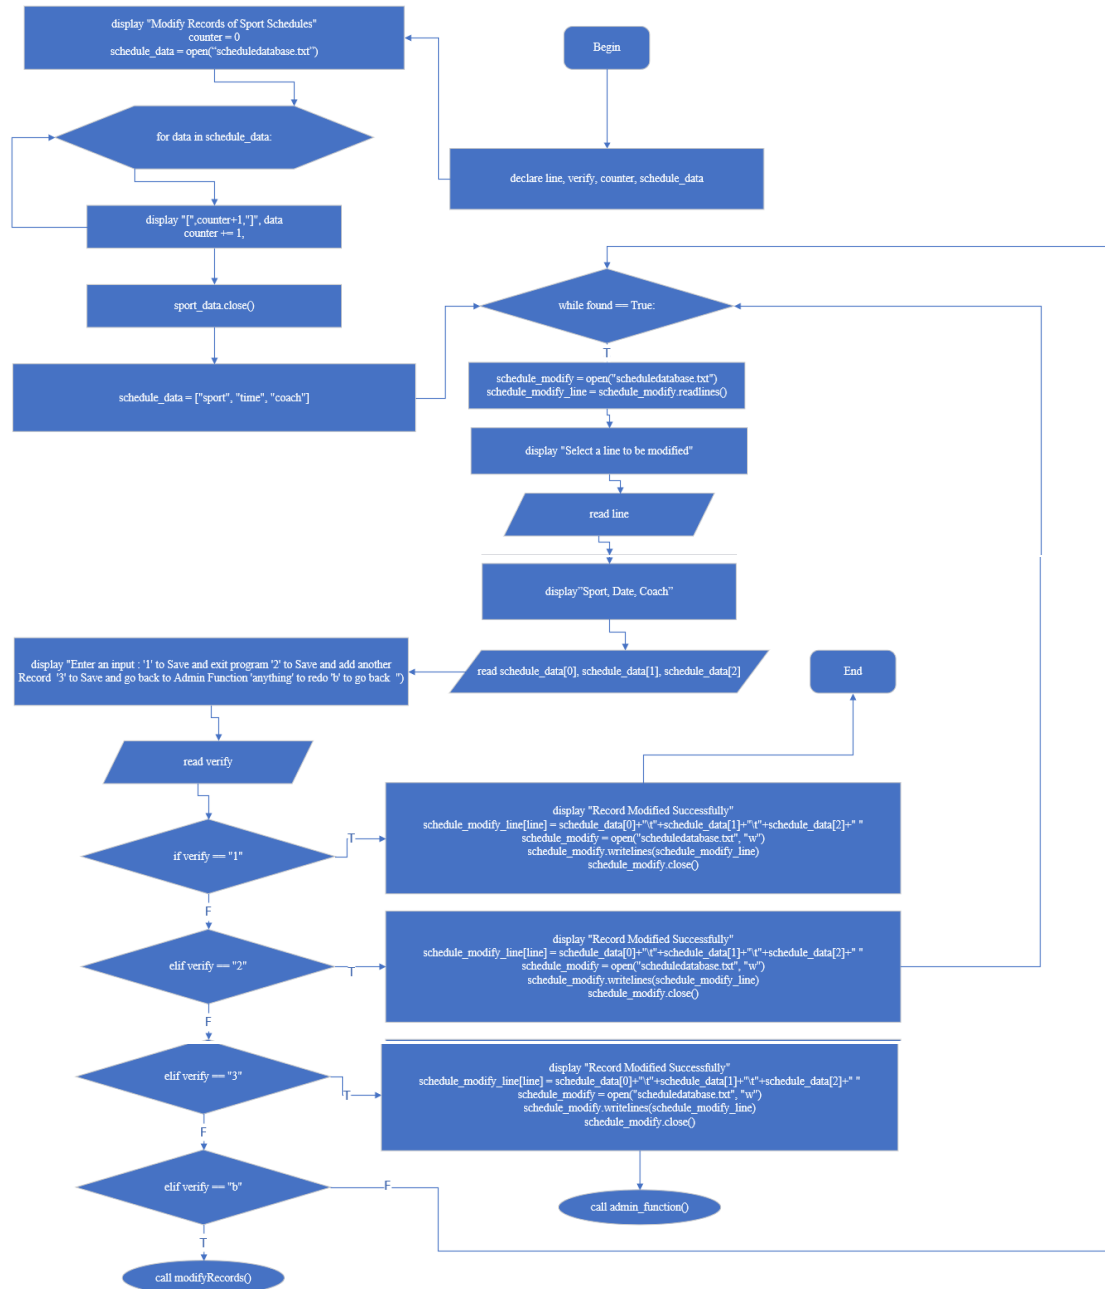 Begin
declare line, verify, counter, schedule_data
display "Modify Records of Sport Schedules"
counter = 0
schedule_data = open("scheduledatabase.txt")
for data in schedule_data:
display "[",counter+1,"]", data
counter += 1,
sport_data.close()
schedule_data = ["sport", "time", "coach"]
while found == True:
T
schedule_modify = open("scheduledatabase.txt")
schedule_modify_line = schedule_modify.readlines()
display "Select a line to be modified"
read line
display"Sport, Date, Coach"
read schedule_data[0], schedule_data[1], schedule_data[2]
display "Enter an input : '1' to Save and exit program '2' to Save and add another
Record '3' to Save and go back to Admin Function 'anything' to redo 'b' to go back ")
read verify
if verify == "1"
T
display "Record Modified Successfully"
schedule_modify_line[line] = schedule_data[0]+"\t"+schedule_data[1]+"\t"+schedule_data[2]+" "
schedule_modify = open("scheduledatabase.txt", "w")
schedule_modify.writelines(schedule_modify_line)
schedule_modify.close()
End
F
elif verify == "2"
T
display "Record Modified Successfully"
schedule_modify_line[line] = schedule_data[0]+"\t"+schedule_data[1]+"\t"+schedule_data[2]+" "
schedule_modify = open("scheduledatabase.txt", "w")
schedule_modify.writelines(schedule_modify_line)
schedule_modify.close()
F
elif verify == "3"
T
display "Record Modified Successfully"
schedule_modify_line[line] = schedule_data[0]+"\t"+schedule_data[1]+"\t"+schedule_data[2]+" "
schedule_modify = open("scheduledatabase.txt", "w")
schedule_modify.writelines(schedule_modify_line)
schedule_modify.close()
call admin_function()
F
elif verify == "b"
F
T
call modifyRecords()